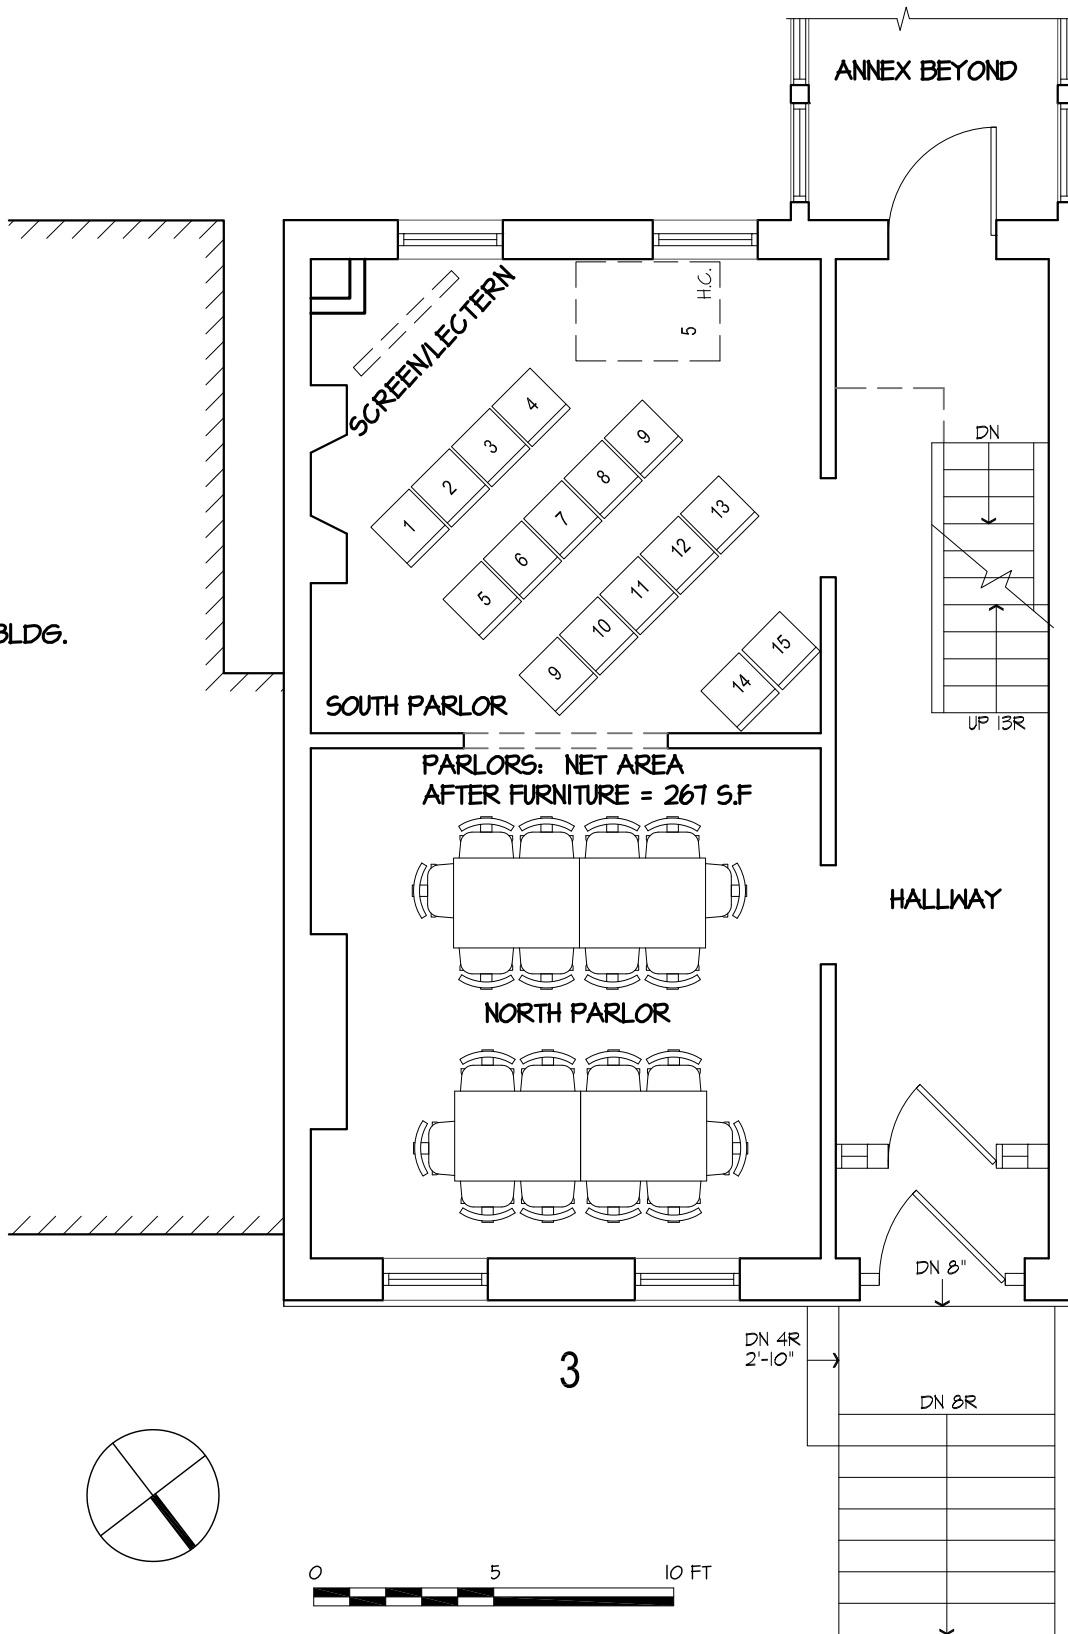 ANNEX BEYOND
H.C.
5
SCREEN/LECTERN
4
3
2
1
9
8
7
6
5
13
12
11
10
9
15
14
DN
UP 13R
BLDG.
SOUTH PARLOR
PARLORS: NET AREA
AFTER FURNITURE = 267 S.F
HALLWAY
NORTH PARLOR
DN 8"
DN 4R
2'-10"
3
DN 8R
0 5 10 FT